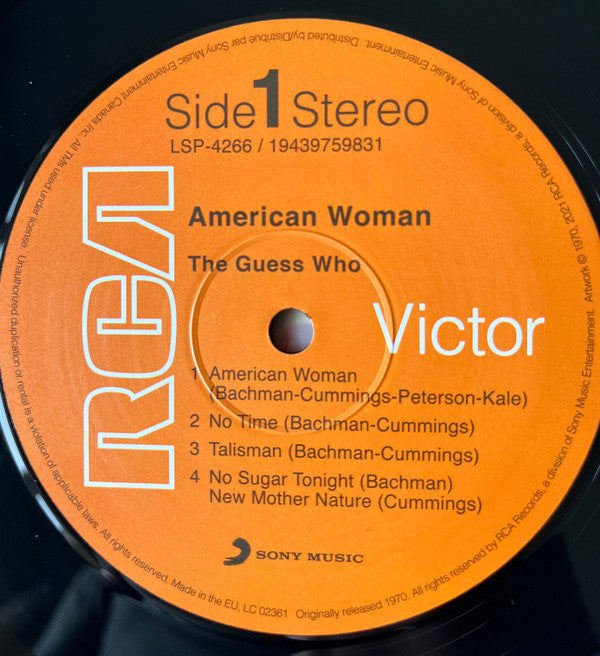 Side 1 Stereo
LSP-4266 / 19439759831
American Woman
The Guess Who
RCA
Victor
1 American Woman
(Bachman-Cummings-Peterson-Kale)
2 No Time (Bachman-Cummings)
3 Talisman (Bachman-Cummings)
4 No Sugar Tonight (Bachman)
New Mother Nature (Cummings)
SONY MUSIC
Made in the EU, LC 02361 Originally released 1970. All rights reserved by RCA Records, a division of Sony Music Entertainment. Artwork © 1970, 2021 RCA Records, a division of Sony Music Entertainment. Distributed by/Distribué par Sony Music Entertainment Canada Inc. All TMs used under license. Unauthorized duplication or rental is a violation of applicable laws. All rights reserved.